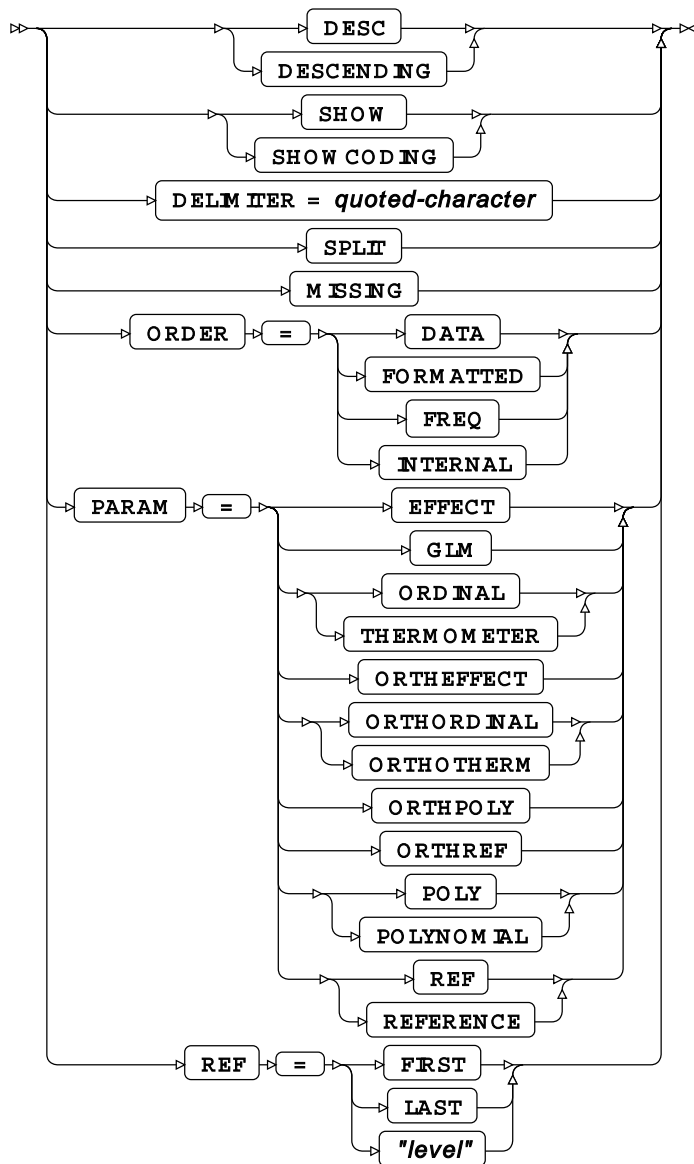 DESC
DESCENDING
SHOW
SHOWCODING
DELIMITER = quoted-character
SPLIT
MISSING
ORDER = DATA
FORMATTED
FREQ
INTERNAL
PARAM = EFFECT
GLM
ORDINAL
THERMOMETER
ORTHEFFECT
ORTHORDINAL
ORTHOTHERM
ORTHPOLY
ORTHREF
POLY
POLYNOMIAL
REF
REFERENCE
REF = FIRST
LAST
"level"